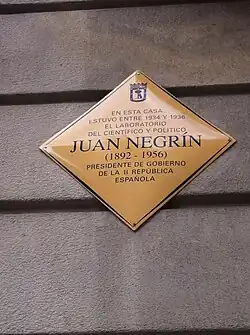 EN ESTA CASA
ESTUVO ENTRE 1934 Y 1936
EL LABORATORIO
DEL CIENTÍFICO Y POLÍTICO
JUAN NEGRÍN
(1892 - 1956)
PRESIDENTE DE GOBIERNO
DE LA II REPÚBLICA
ESPAÑOLA